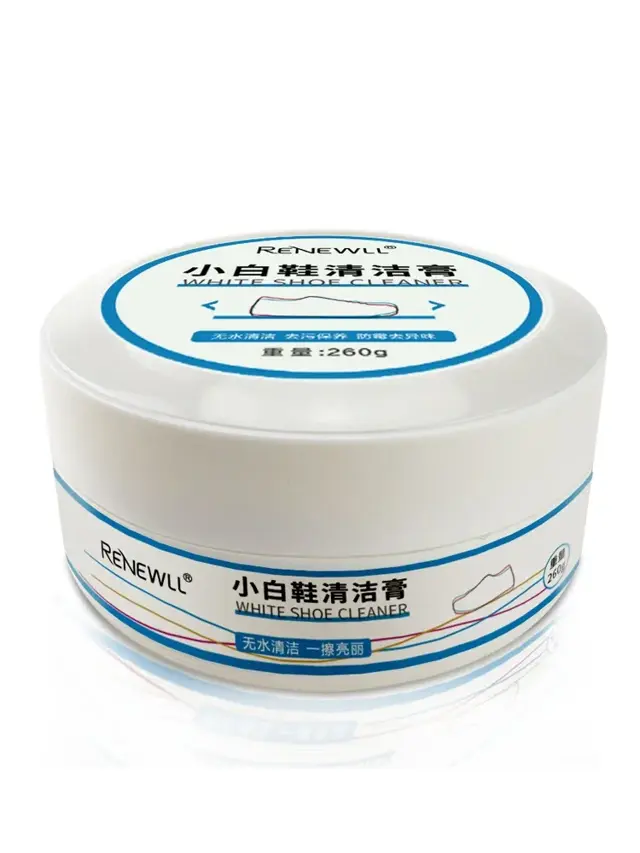 RENEWLL®
小白鞋清洁膏
WHITE SHOE CLEANER
无水清洁 去污保养 防霉去异味
重量:260g
RENEWLL®
小白鞋清洁膏
WHITE SHOE CLEANER
无水清洁 一擦亮丽
重量
260g